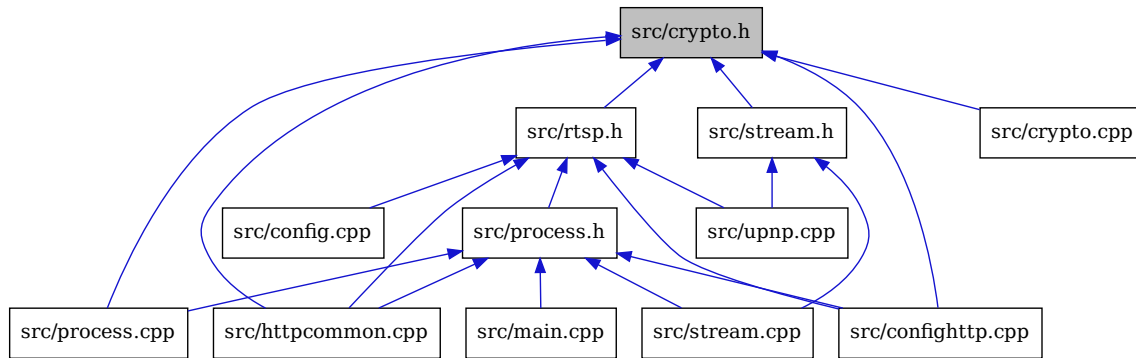 src/crypto.h
src/rtsp.h
src/stream.h
src/crypto.cpp
src/config.cpp
src/process.h
src/upnp.cpp
src/process.cpp
src/httpcommon.cpp
src/main.cpp
src/stream.cpp
src/confighttp.cpp